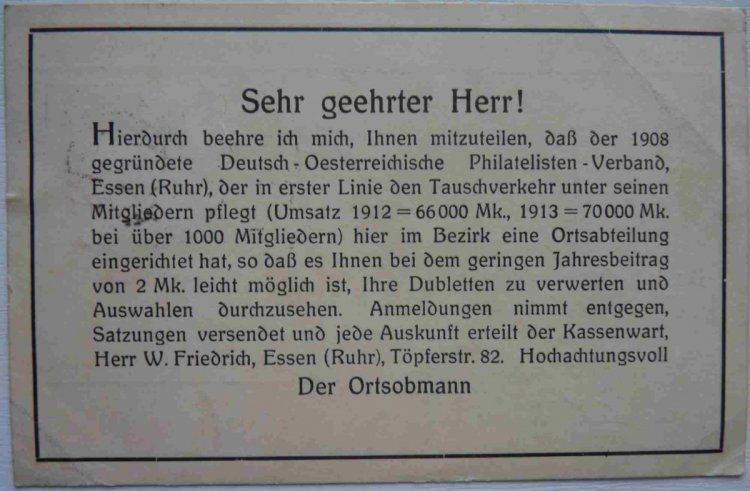 Sehr geehrter Herr!
Hierdurch beehre ich mich, Ihnen mitzuteilen, daß der 1908
gegründete Deutsch-Oesterreichische Philatelisten-Verband,
Essen (Ruhr), der in erster Linie den Tauschverkehr unter seinen
Mitgliedern pflegt (Umsatz 1912 = 66000 Mk., 1913 = 70000 Mk.
bei über 1000 Mitgliedern) hier im Bezirk eine Ortsabteilung
eingerichtet hat, so daß es Ihnen bei dem geringen Jahresbeitrag
von 2 Mk. leicht möglich ist, Ihre Dubletten zu verwerten und
Auswahlen durchzusehen. Anmeldungen nimmt entgegen,
Satzungen versendet und jede Auskunft erteilt der Kassenwart,
Herr W. Friedrich, Essen (Ruhr), Töpferstr. 82. Hochachtungsvoll
Der Ortsobmann